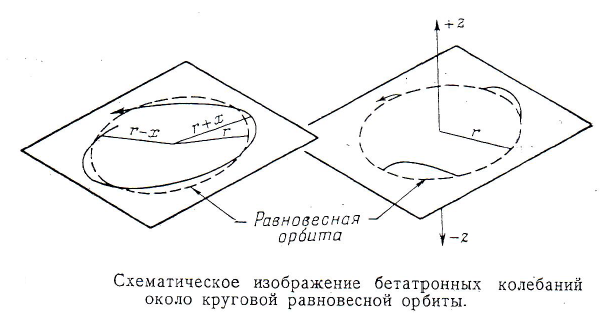 +z
r-x
r+x
r
r
Равновесная
орбита
-z
Схематическое изображение бетатронных колебаний
около круговой равновесной орбиты.